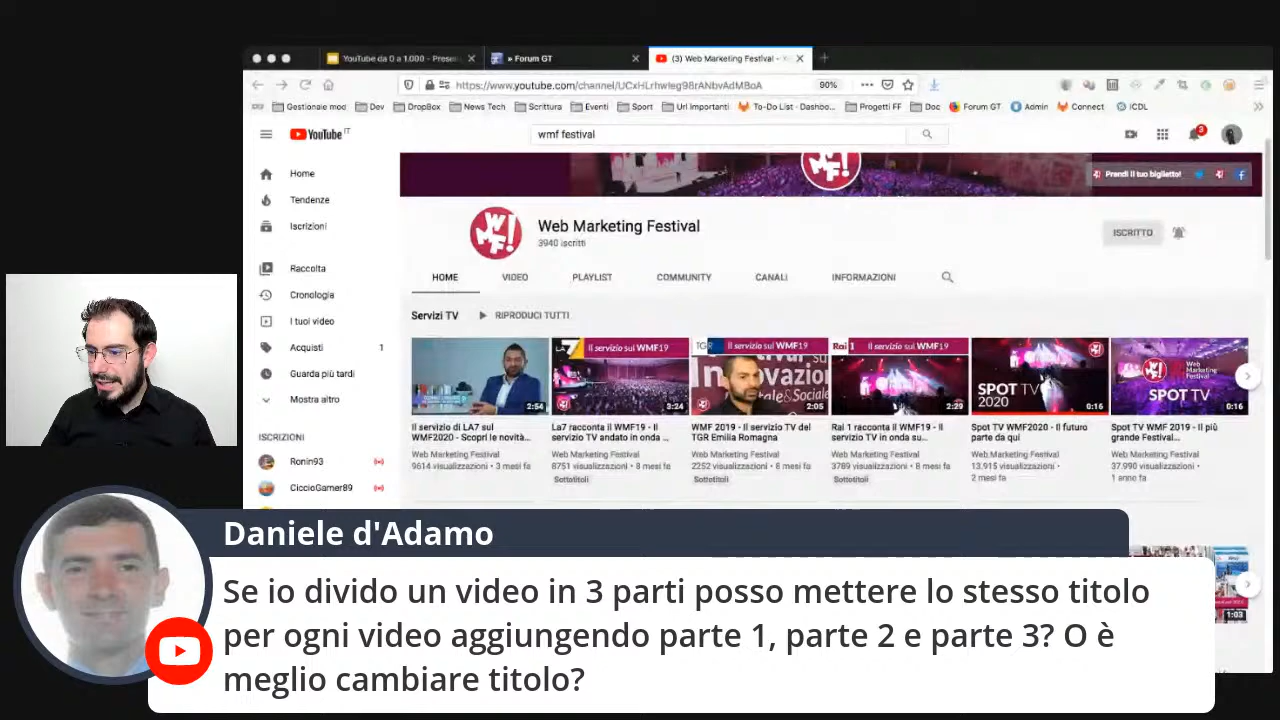 YouTube da 0 a 1.000 - Presen
» Forum GT
(3) Web Marketing Festival - Yo
https://www.youtube.com/channel/UCxHLrhwIeg98rANbvAdMBoA
90%
Gestionale mod
Dev
DropBox
News Tech
Scrittura
Eventi
Sport
Url Importanti
To-Do List - Dashbo...
Progetti FF
Doc
Forum GT
Admin
Connect
iCDL
YouTube IT
wmf festival
3
Home
Tendenze
Iscrizioni
Raccolta
Cronologia
I tuoi video
Acquisti 1
Guarda più tardi
Mostra altro
ISCRIZIONI
Ronin93
CiccioGamer89
WMF!
Prendi il tuo biglietto!
Web Marketing Festival
3940 iscritti
ISCRITTO
HOME
VIDEO
PLAYLIST
COMMUNITY
CANALI
INFORMAZIONI
Servizi TV
RIPRODUCI TUTTI
2:54
Il servizio di LA7 sul
WMF2020 - Scopri le novità...
Web Marketing Festival
9614 visualizzazioni • 3 mesi fa
LA7
Il servizio sul WMF19
3:24
La7 racconta il WMF19 - Il
servizio TV andato in onda ...
Web Marketing Festival
8751 visualizzazioni • 8 mesi fa
Sottotitoli
TGR
Il servizio sul WMF19
2:05
WMF 2019 - Il servizio TV del
TGR Emilia Romagna
Web Marketing Festival
2252 visualizzazioni • 8 mesi fa
Sottotitoli
Rai 1
Il servizio sul WMF19
2:29
Rai 1 racconta il WMF19 - Il
servizio TV in onda su...
Web Marketing Festival
3789 visualizzazioni • 8 mesi fa
Sottotitoli
SPOT TV
2020
0:16
Spot TV WMF2020 - Il futuro
parte da qui
Web Marketing Festival
13.915 visualizzazioni •
2 mesi fa
Web
Marketing
Festival
SPOT TV
0:16
Spot TV WMF 2019 - Il più
grande Festival...
Web Marketing Festival
37.990 visualizzazioni •
1 anno fa
1:03
Daniele d'Adamo
Se io divido un video in 3 parti posso mettere lo stesso titolo
per ogni video aggiungendo parte 1, parte 2 e parte 3? O è
meglio cambiare titolo?